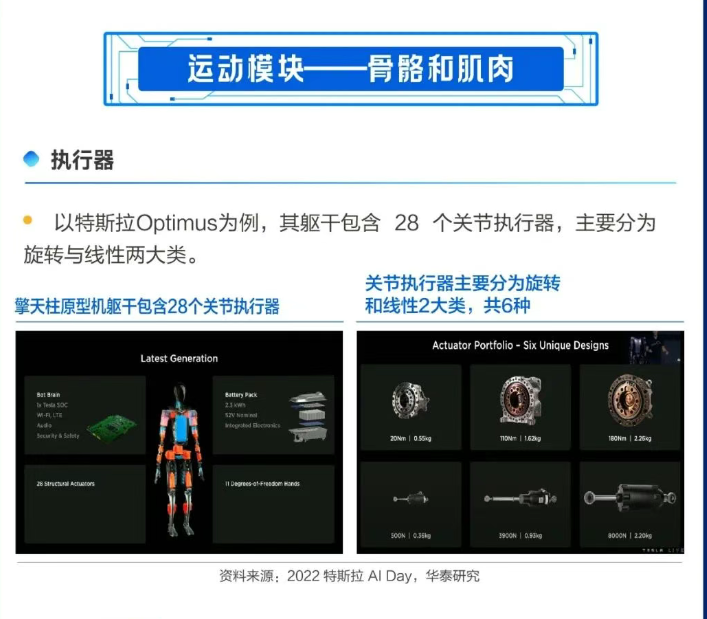 运动模块——骨骼和肌肉
执行器
以特斯拉Optimus为例，其躯干包含 28 个关节执行器，主要分为
旋转与线性两大类。
擎天柱原型机躯干包含28个关节执行器
关节执行器主要分为旋转
和线性2大类，共6种
Latest Generation
Bot Brain
1x Tesla SOC
Wi-Fi, LTE
Audio
Security & Safety
Battery Pack
2.3 kWh
52V Nominal
Integrated Electronics
28 Structural Actuators
11 Degrees-of-Freedom Hands
Actuator Portfolio - Six Unique Designs
20Nm | 0.55kg
110Nm | 1.62kg
180Nm | 2.26kg
500N | 0.36kg
3900N | 0.93kg
8000N | 2.20kg
资料来源：2022 特斯拉 AI Day，华泰研究